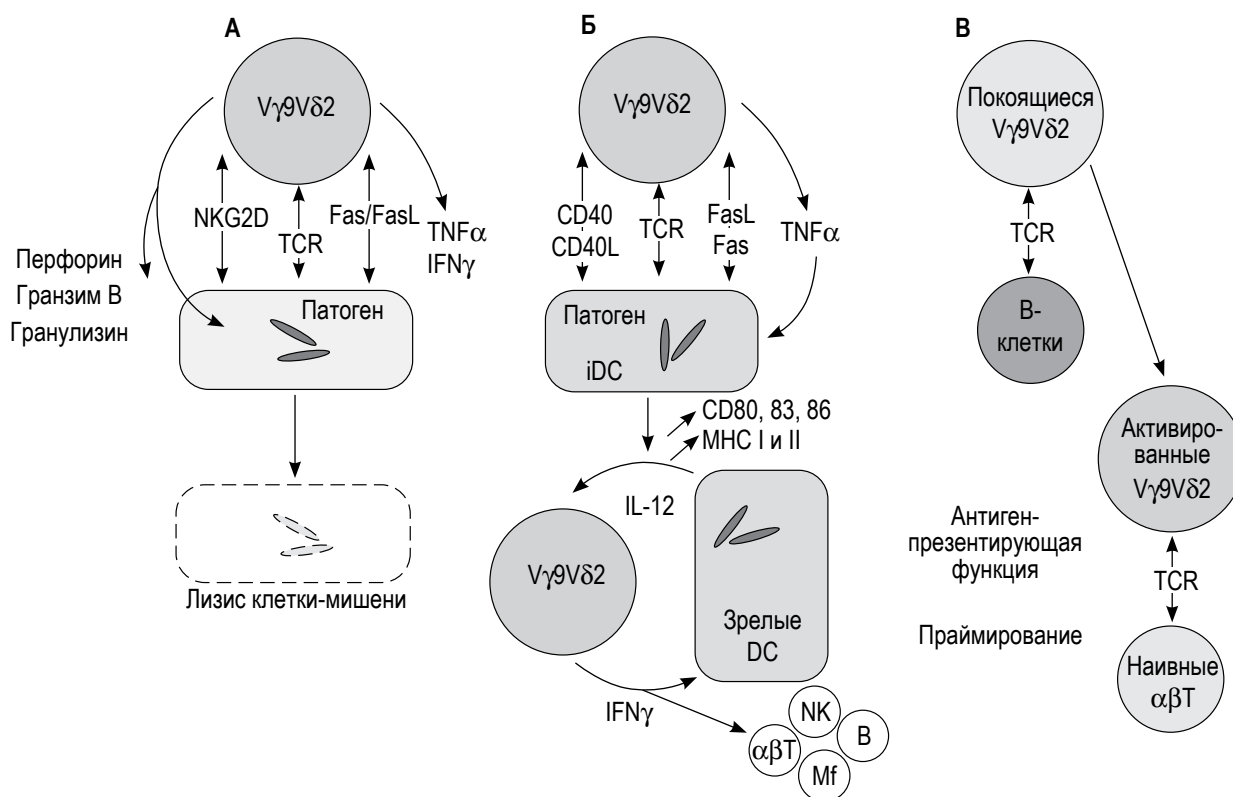 А
Vγ9Vδ2
NKG2D
TCR
Fas/FasL
TNFα
IFNγ
Перфорин
Гранзим В
Гранулизин
Патоген
Лизис клетки-мишени
Б
Vγ9Vδ2
CD40
CD40L
TCR
FasL
Fas
TNFα
Патоген
iDC
CD80, 83, 86
MHC I и II
IL-12
Vγ9Vδ2
Зрелые
DC
IFNγ
NK
αβT
B
Mf
В
Покоящиеся
Vγ9Vδ2
TCR
В-
клетки
Активиро-
ванные
Vγ9Vδ2
Антиген-
презентирующая
функция
TCR
Праймирование
Наивные
αβT